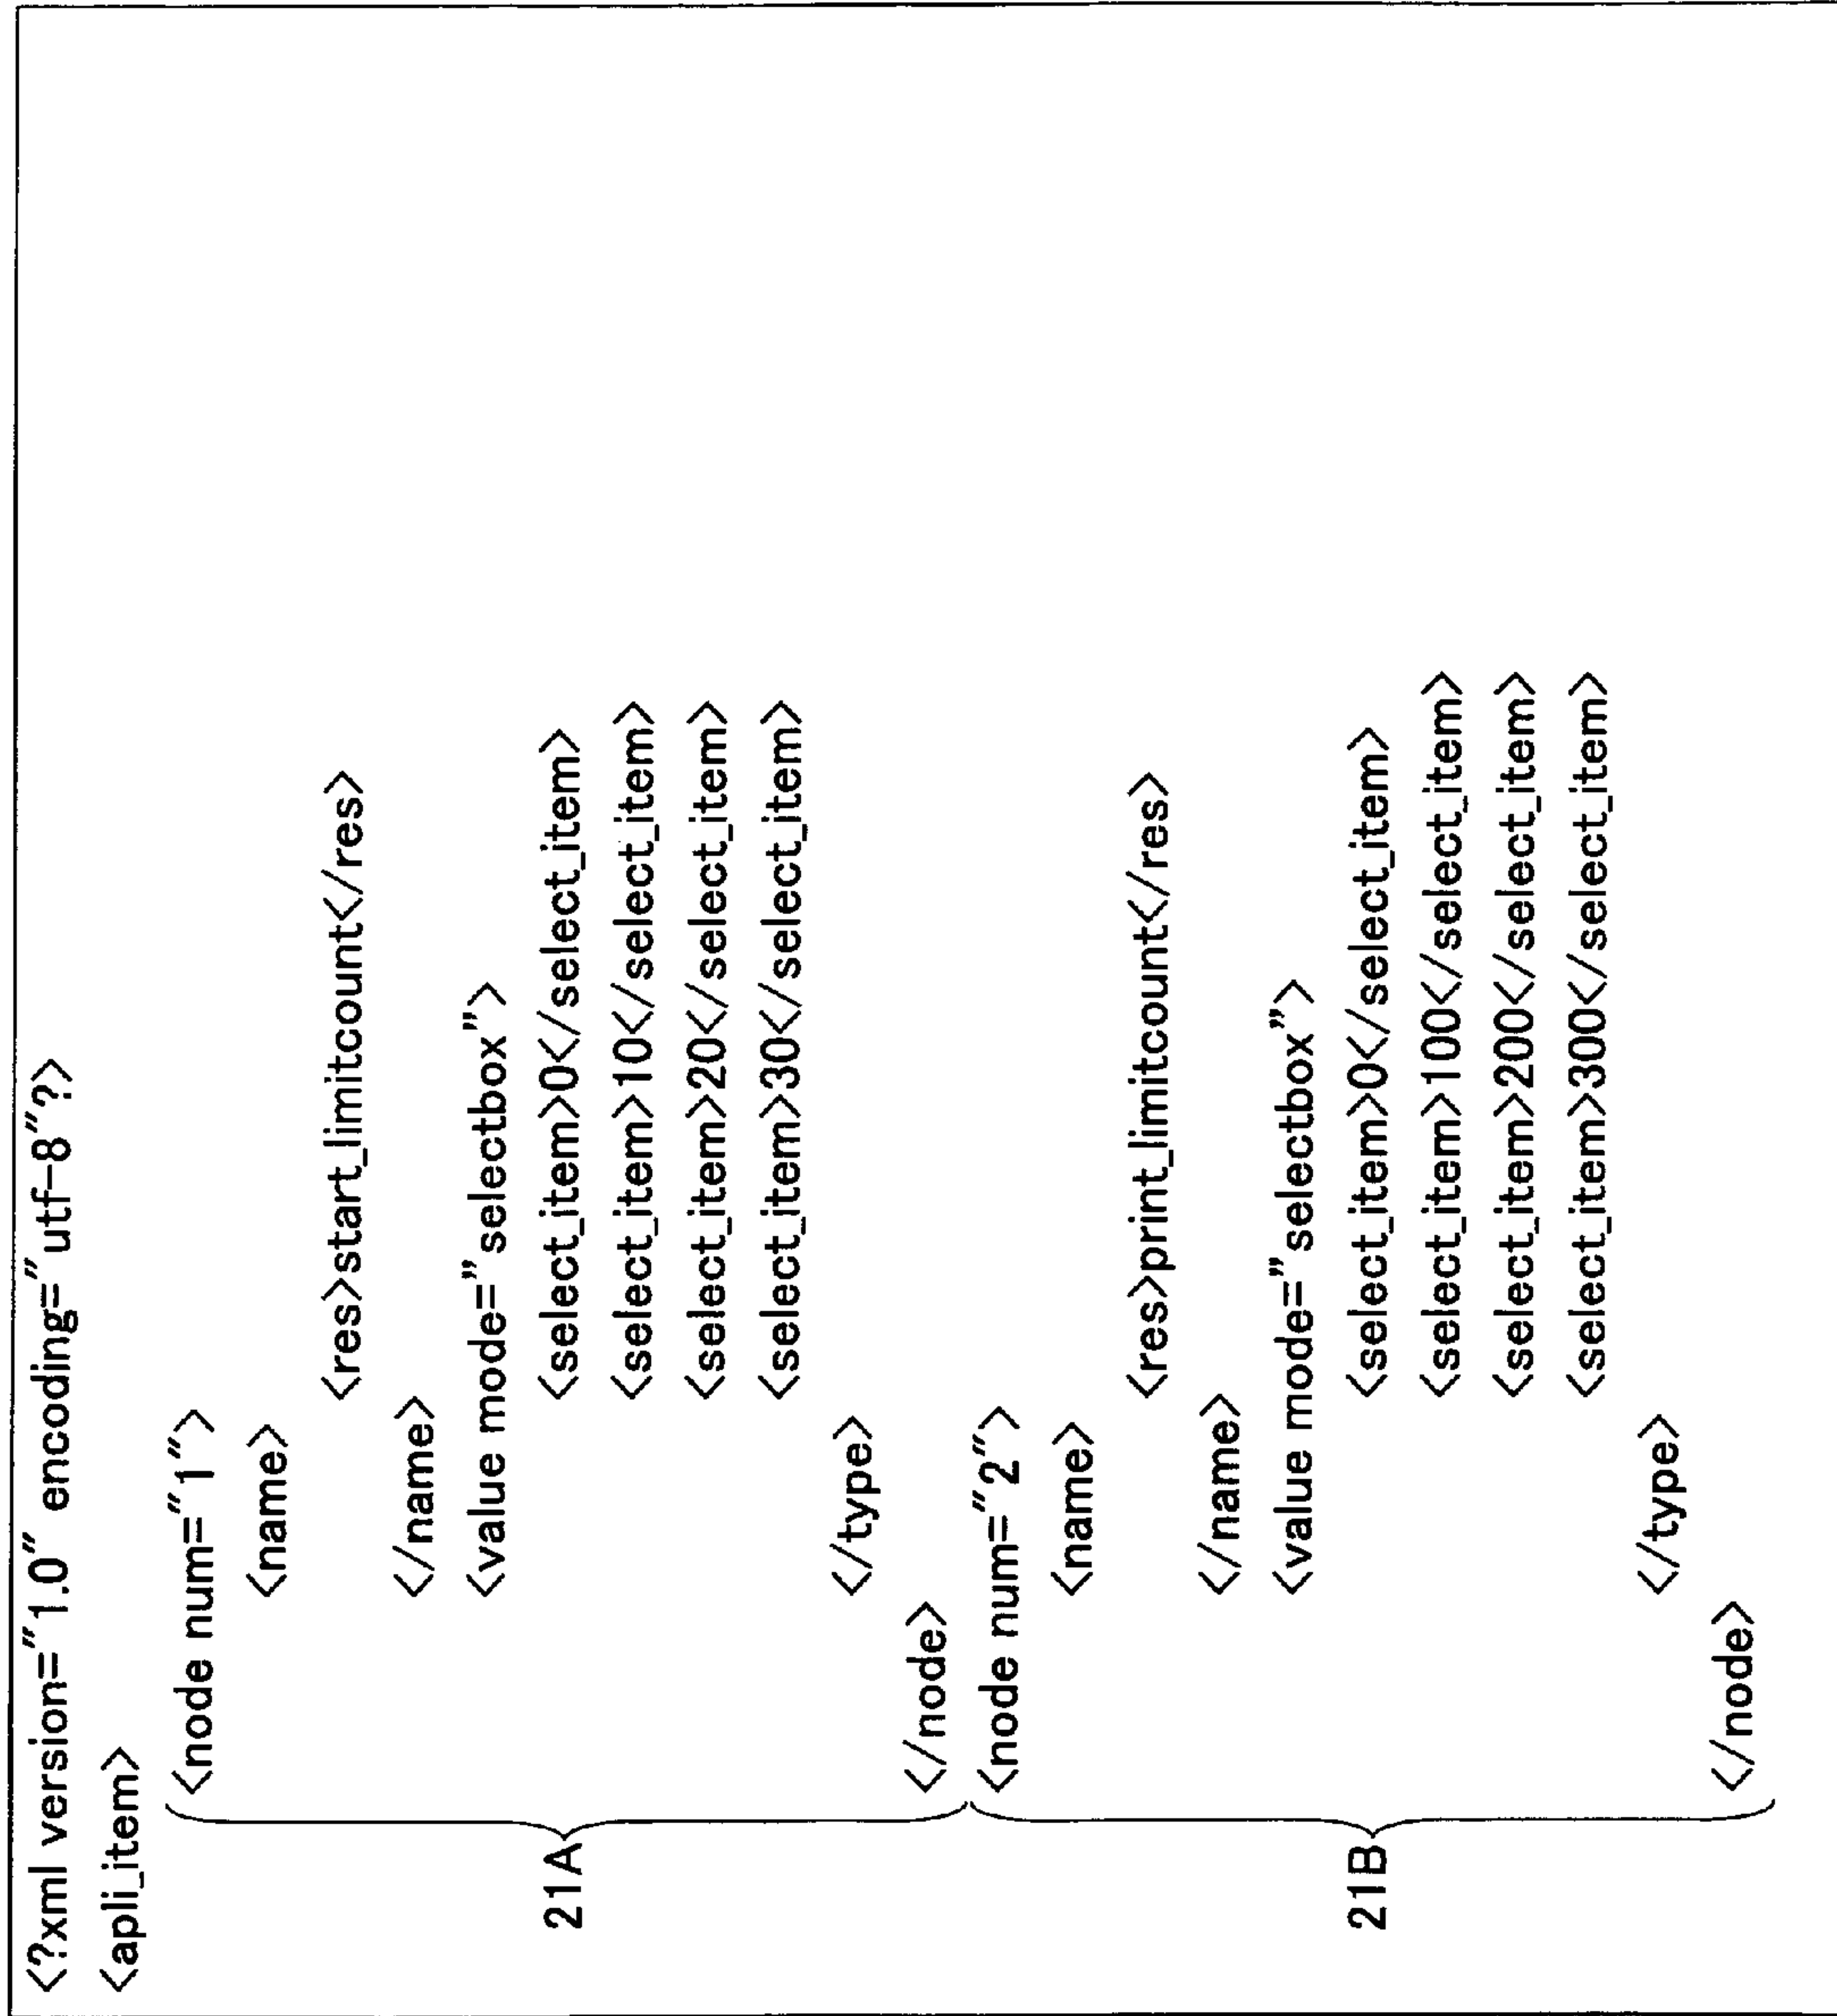 <?xml version="1.0" encoding="utf-8"?>
<apli_item>
<node num="1">
<name>
<res>start_limitcount</res>
</name>
<value mode="selectbox">
21A
<select_item>0</select_item>
<select_item>10</select_item>
<select_item>20</select_item>
<select_item>30</select_item>
</type>
</node>
<node num="2">
<name>
<res>print_limitcount</res>
</name>
<value mode="selectbox">
21B
<select_item>0</select_item>
<select_item>100</select_item>
<select_item>200</select_item>
<select_item>300</select_item>
</type>
</node>